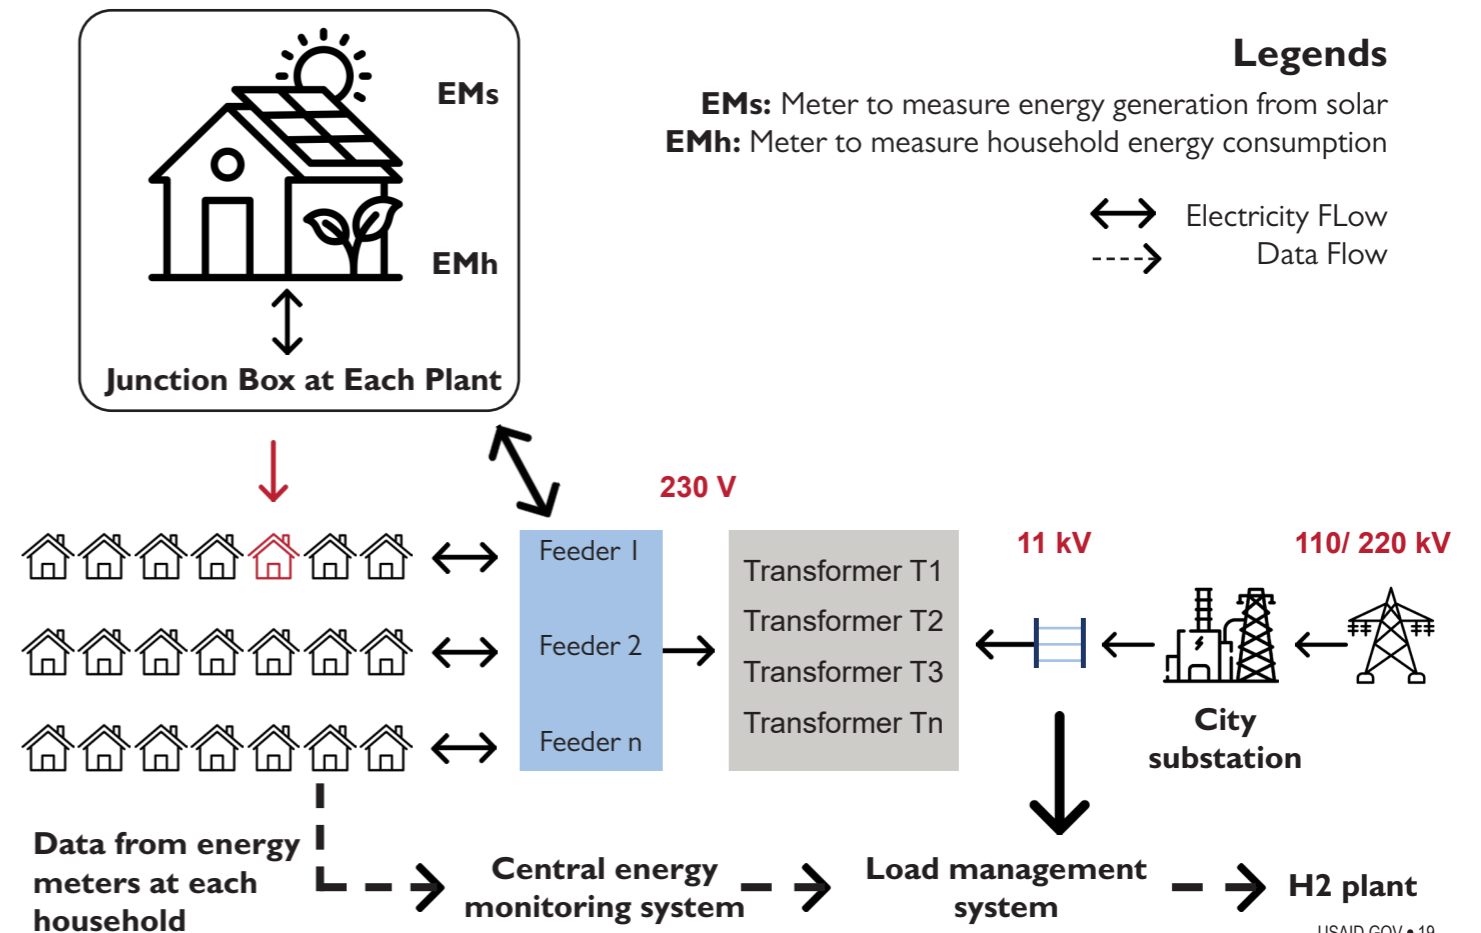 EMs
EMh
Junction Box at Each Plant
Legends
EMs: Meter to measure energy generation from solar
EMh: Meter to measure household energy consumption
Electricity FLow
Data Flow
230 V
11 kV
110/ 220 kV
Feeder 1
Feeder 2
Feeder n
Transformer T1
Transformer T2
Transformer T3
Transformer Tn
City
substation
Data from energy
meters at each
household
Central energy
monitoring system
Load management
system
H2 plant
USAID.GOV • 19